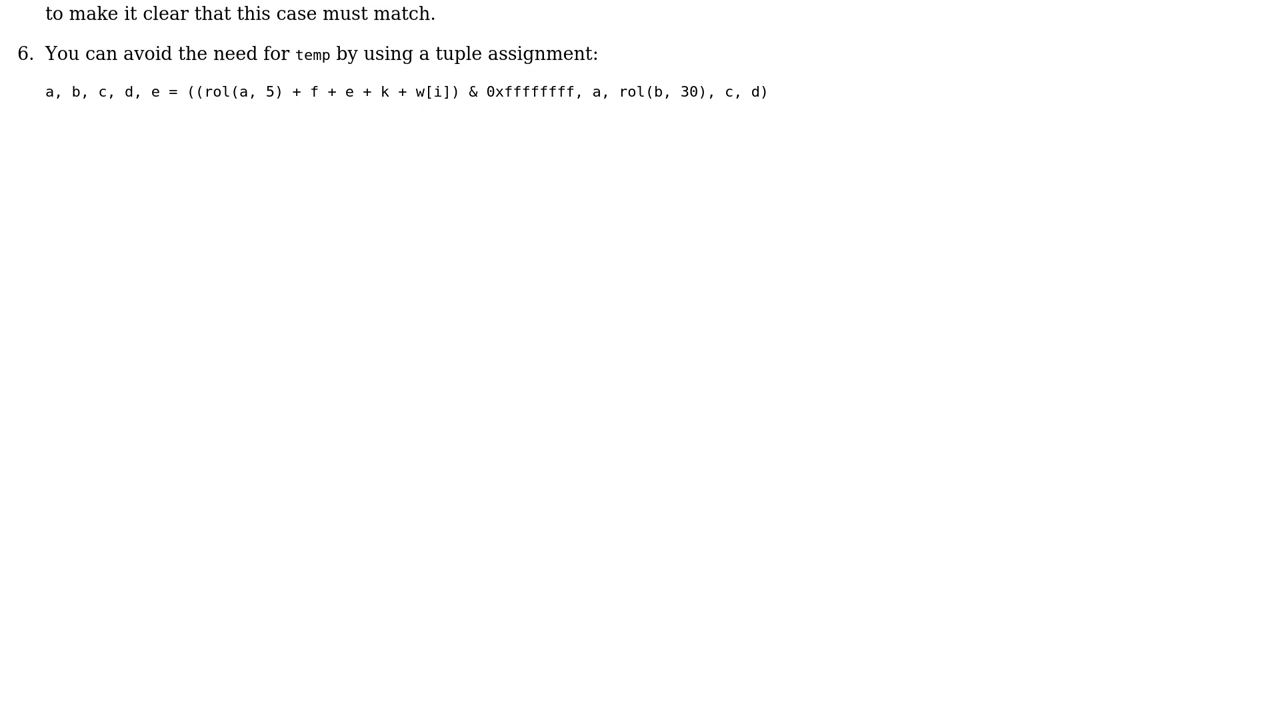 to make it clear that this case must match.
6. You can avoid the need for temp by using a tuple assignment:
a, b, c, d, e = ((rol(a, 5) + f + e + k + w[i]) & 0xffffffff, a, rol(b, 30), c, d)